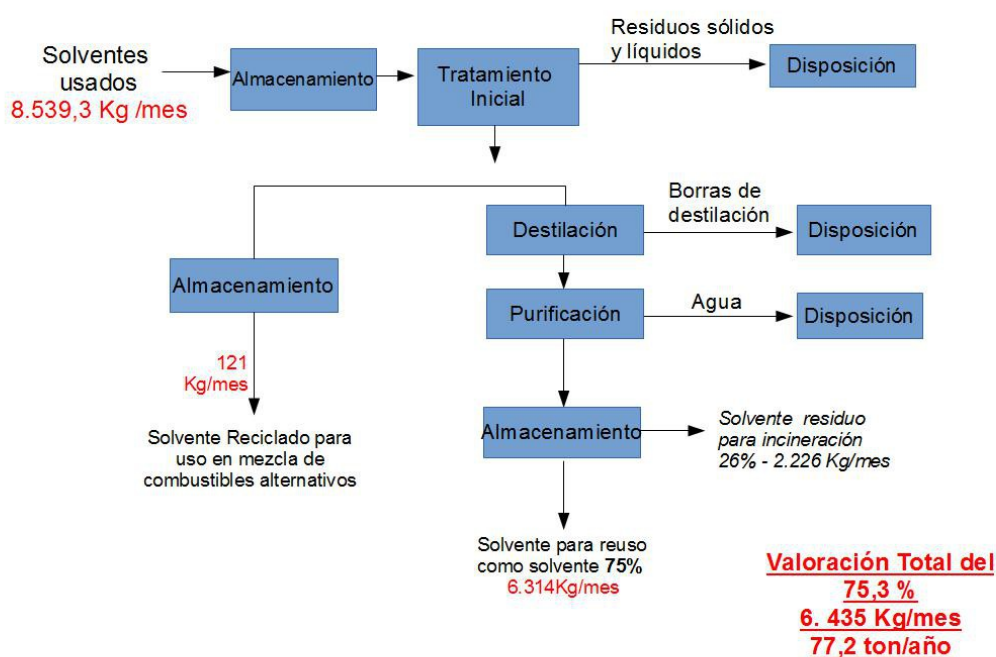 Solventes
usados
8.539,3 Kg /mes
Almacenamiento
Tratamiento
Inicial
Residuos sólidos
y líquidos
Disposición
Borras de
destilación
Destilación
Disposición
Almacenamiento
Purificación
Agua
Disposición
121
Kg/mes
Solvente Reciclado para
uso en mezcla de
combustibles alternativos
Almacenamiento
Solvente residuo
para incineración
26% - 2.226 Kg/mes
Solvente para reuso
como solvente 75%
6.314Kg/mes
Valoración Total del
75,3 %
6. 435 Kg/mes
77,2 ton/año